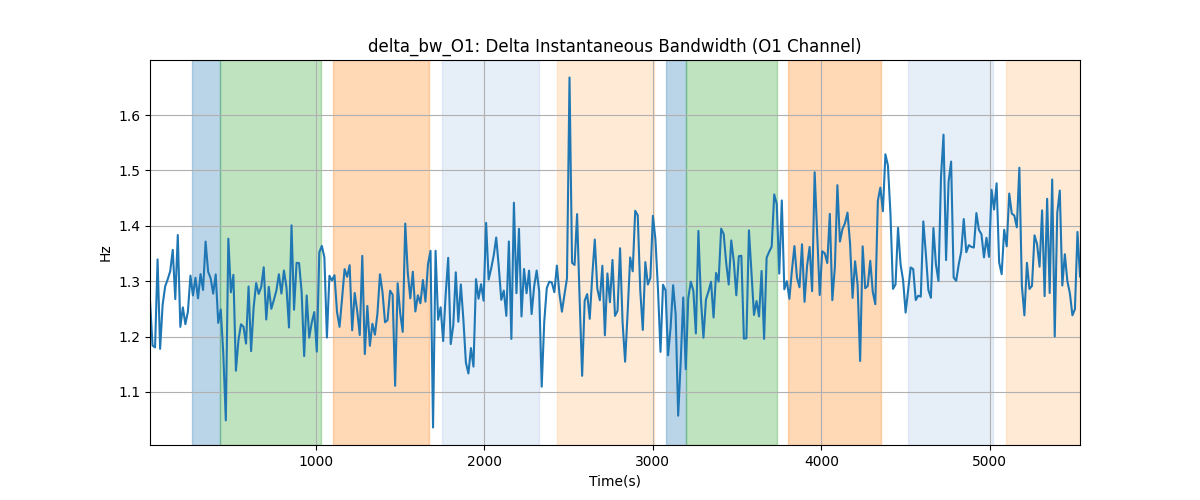 delta_bw_O1: Delta Instantaneous Bandwidth (O1 Channel)
Hz
1.6
1.5
1.4
1.3
1.2
1.1
1000 2000 3000 4000 5000
Time(s)